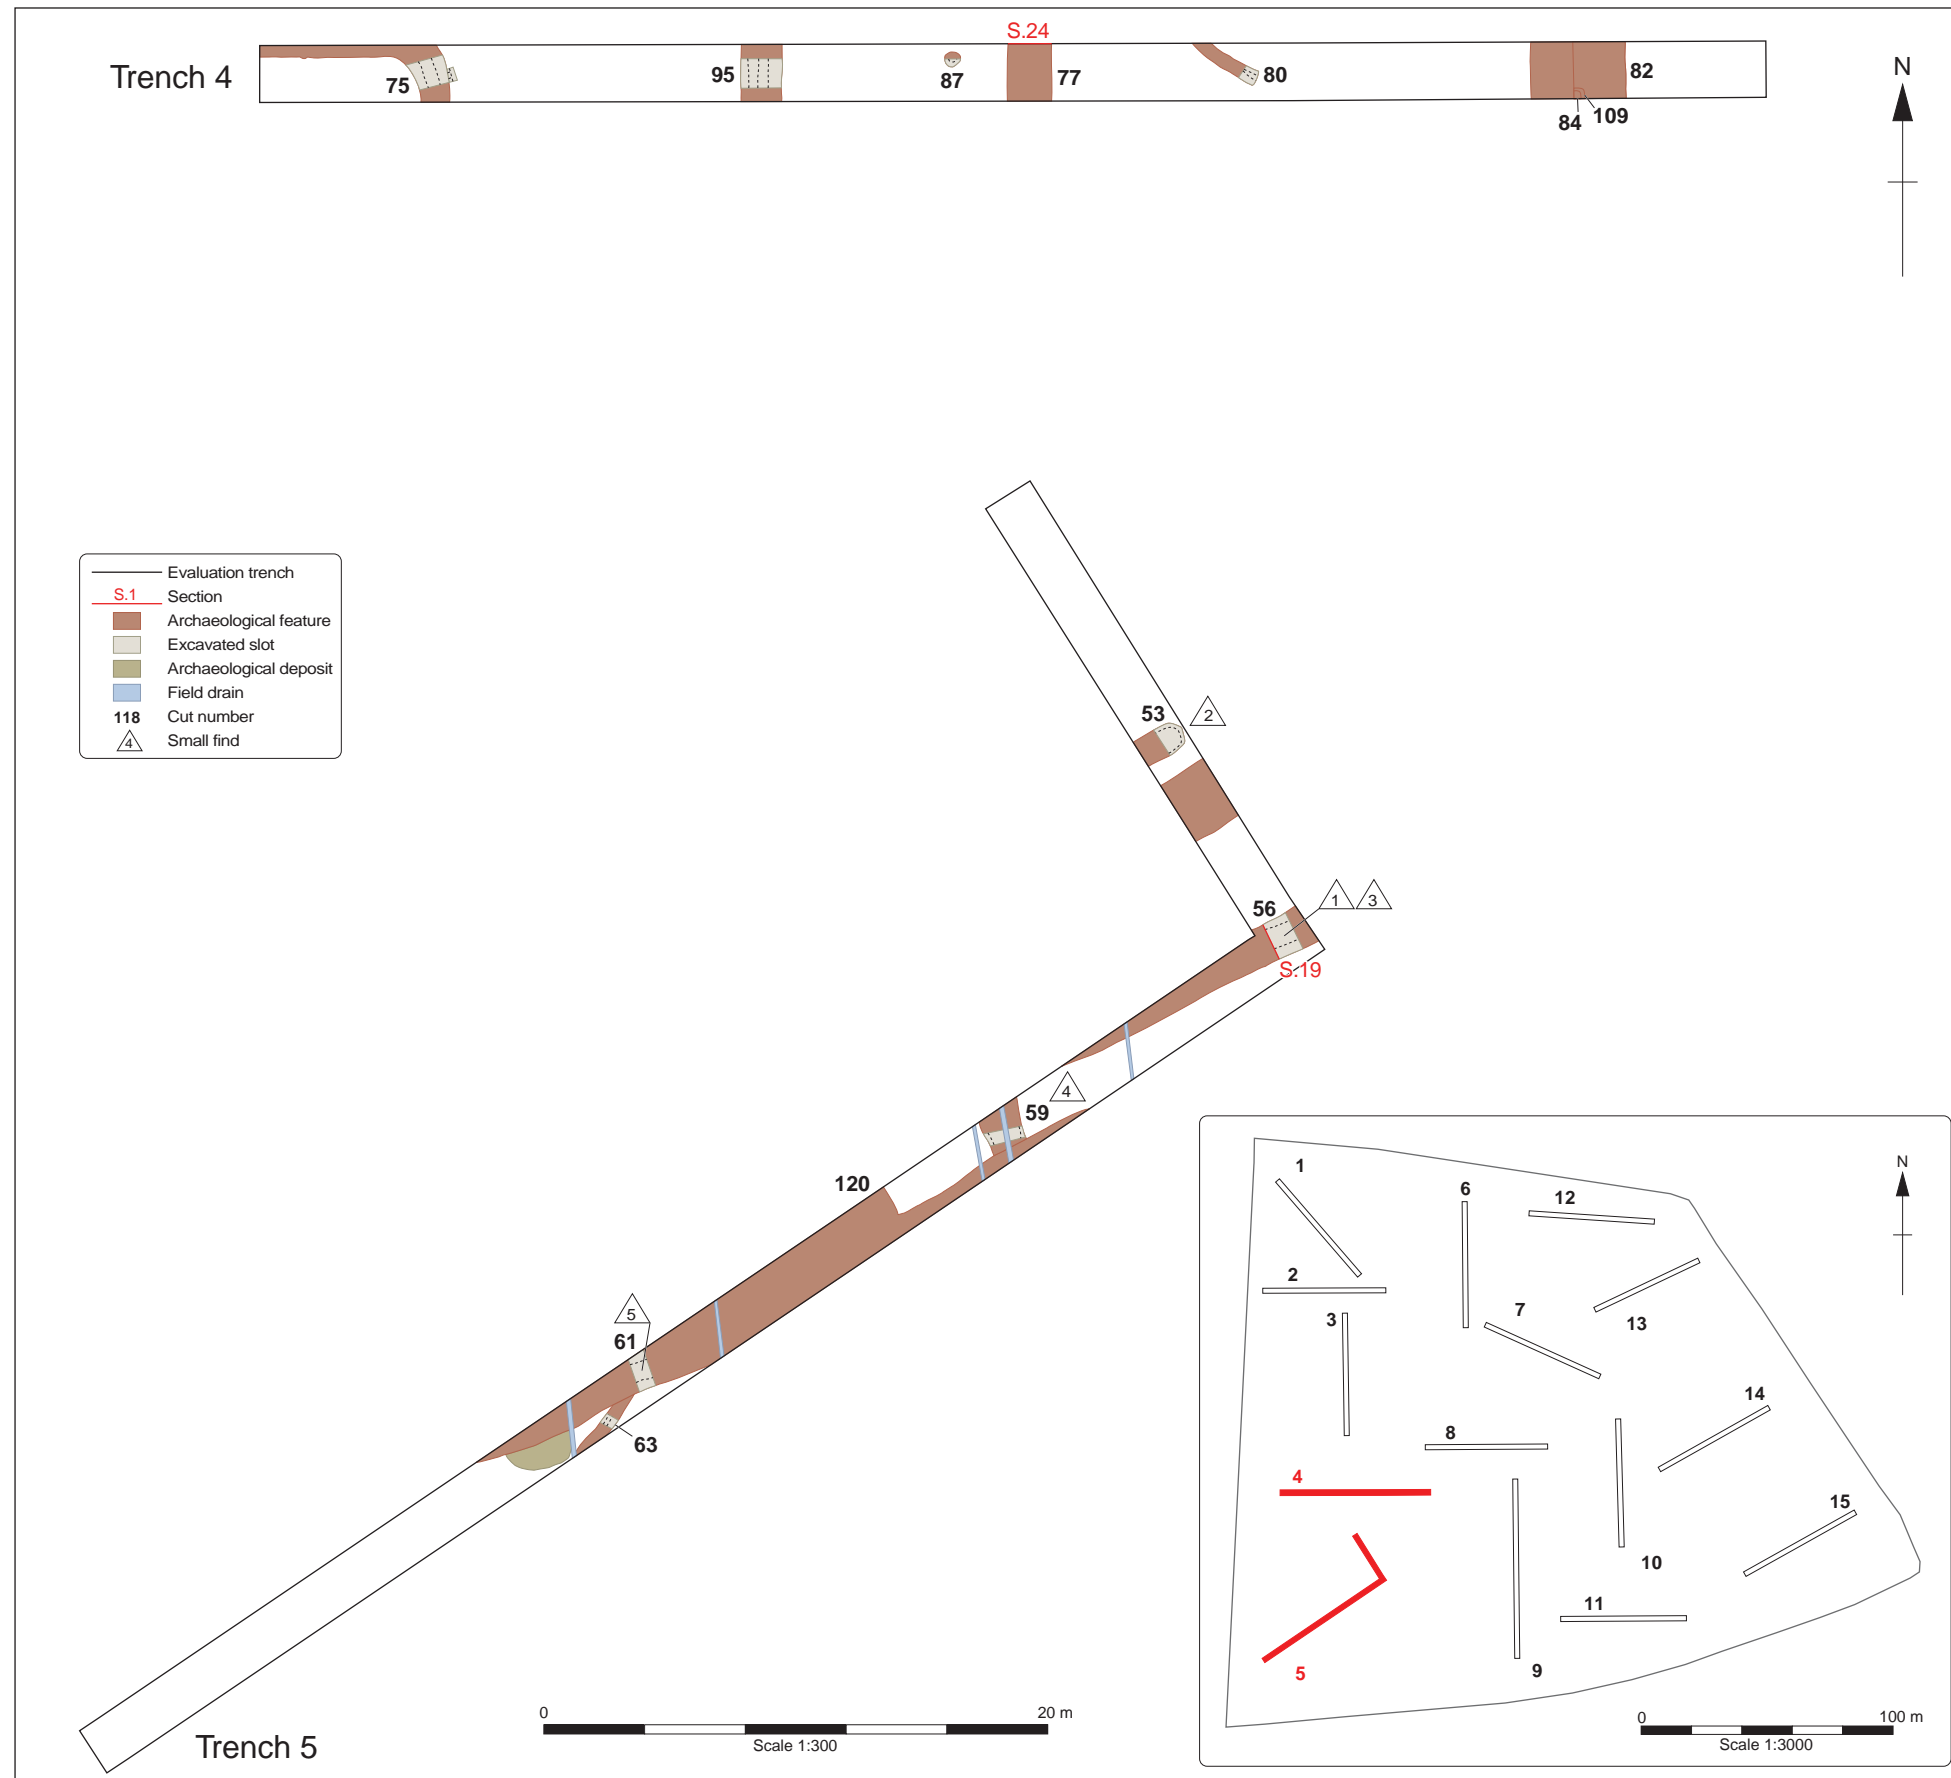 S.24
Trench 4
75
95
87
77
80
82
84
109
N
Evaluation trench
S.1 Section
Archaeological feature
Excavated slot
Archaeological deposit
Field drain
118 Cut number
4 Small find
53
2
56
1
3
S.19
4
59
120
5
61
63
Trench 5
0 20 m
Scale 1:300
1
6
12
N
2
3
7
13
14
8
4
15
10
11
5
9
0 100 m
Scale 1:3000